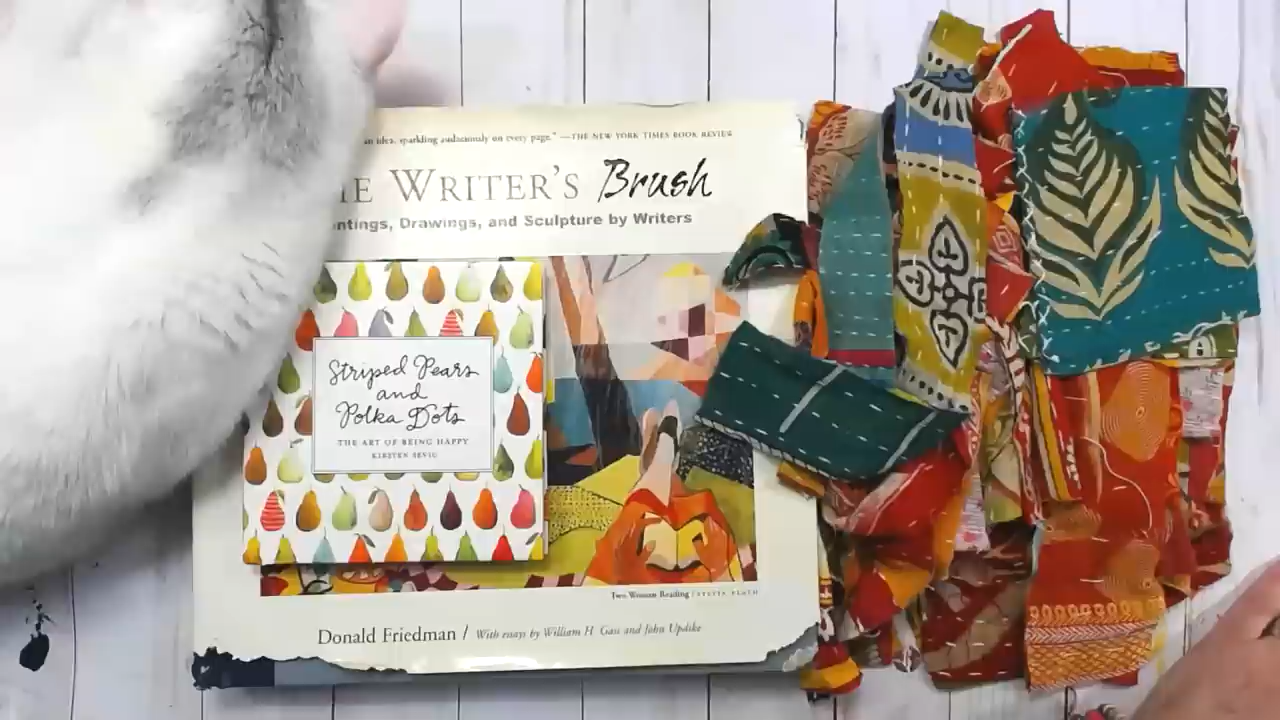 an idea, sparkling audaciously on every page." —THE NEW YORK TIMES BOOK REVIEW
HE WRITER'S Brush
ntings, Drawings, and Sculpture by Writers
Striped Pears
and
Polka Dots
THE ART OF BEING HAPPY
KIRSTEN SEVIG
Two Women Reading / SYLVIA PLATH
Donald Friedman / With essays by William H. Gass and John Updike